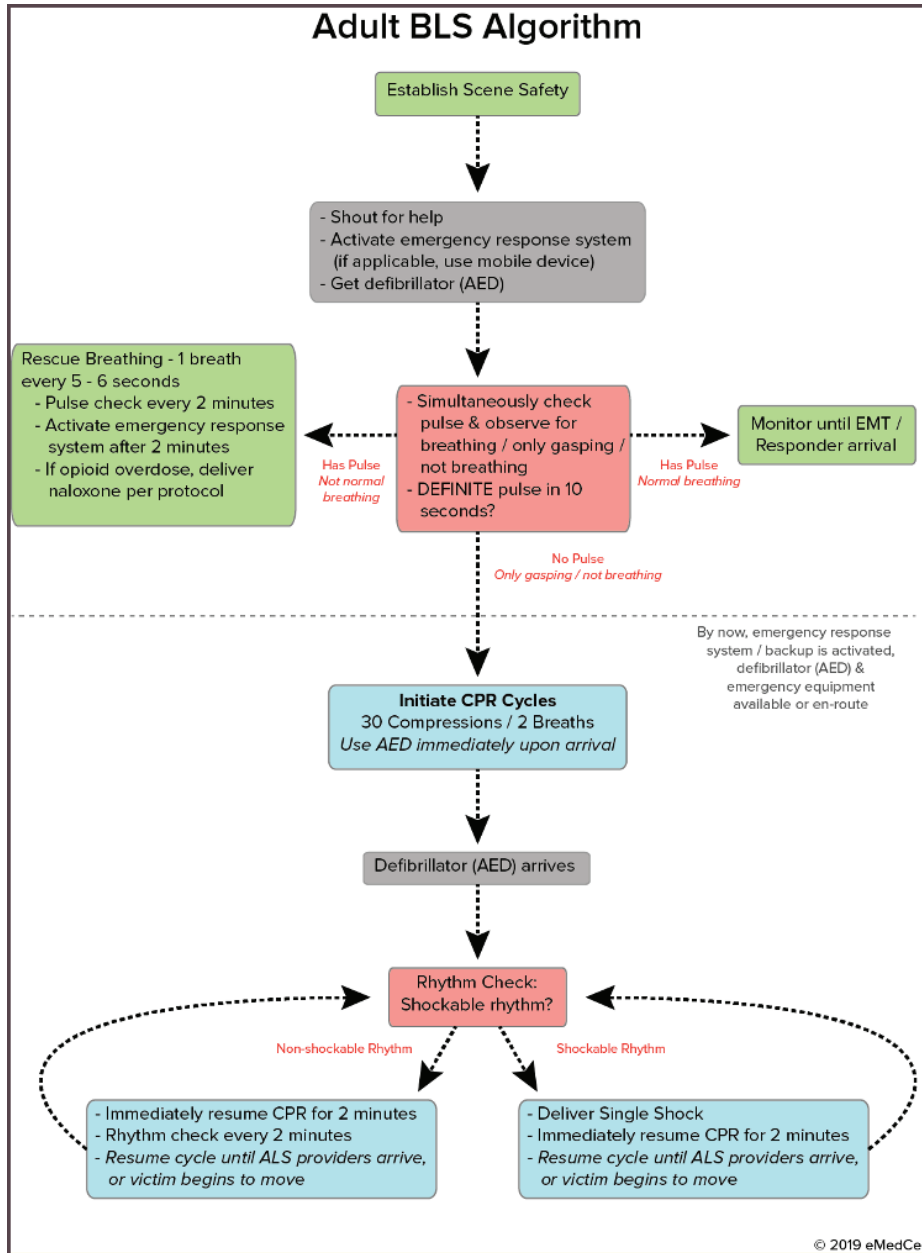 Adult BLS Algorithm
Establish Scene Safety
- Shout for help
- Activate emergency response system
(if applicable, use mobile device)
- Get defibrillator (AED)
Rescue Breathing - 1 breath
every 5 - 6 seconds
- Pulse check every 2 minutes
- Activate emergency response
system after 2 minutes
- If opioid overdose, deliver
naloxone per protocol
Has Pulse
Not normal
breathing
- Simultaneously check
pulse & observe for
breathing / only gasping /
not breathing
- DEFINITE pulse in 10
seconds?
Has Pulse
Normal breathing
Monitor until EMT /
Responder arrival
No Pulse
Only gasping / not breathing
By now, emergency response
system / backup is activated,
defibrillator (AED) &
emergency equipment
available or en-route
Initiate CPR Cycles
30 Compressions / 2 Breaths
Use AED immediately upon arrival
Defibrillator (AED) arrives
Rhythm Check:
Shockable rhythm?
Non-shockable Rhythm
Shockable Rhythm
- Immediately resume CPR for 2 minutes
- Rhythm check every 2 minutes
- Resume cycle until ALS providers arrive,
or victim begins to move
- Deliver Single Shock
- Immediately resume CPR for 2 minutes
- Resume cycle until ALS providers arrive,
or victim begins to move
© 2019 eMedCe